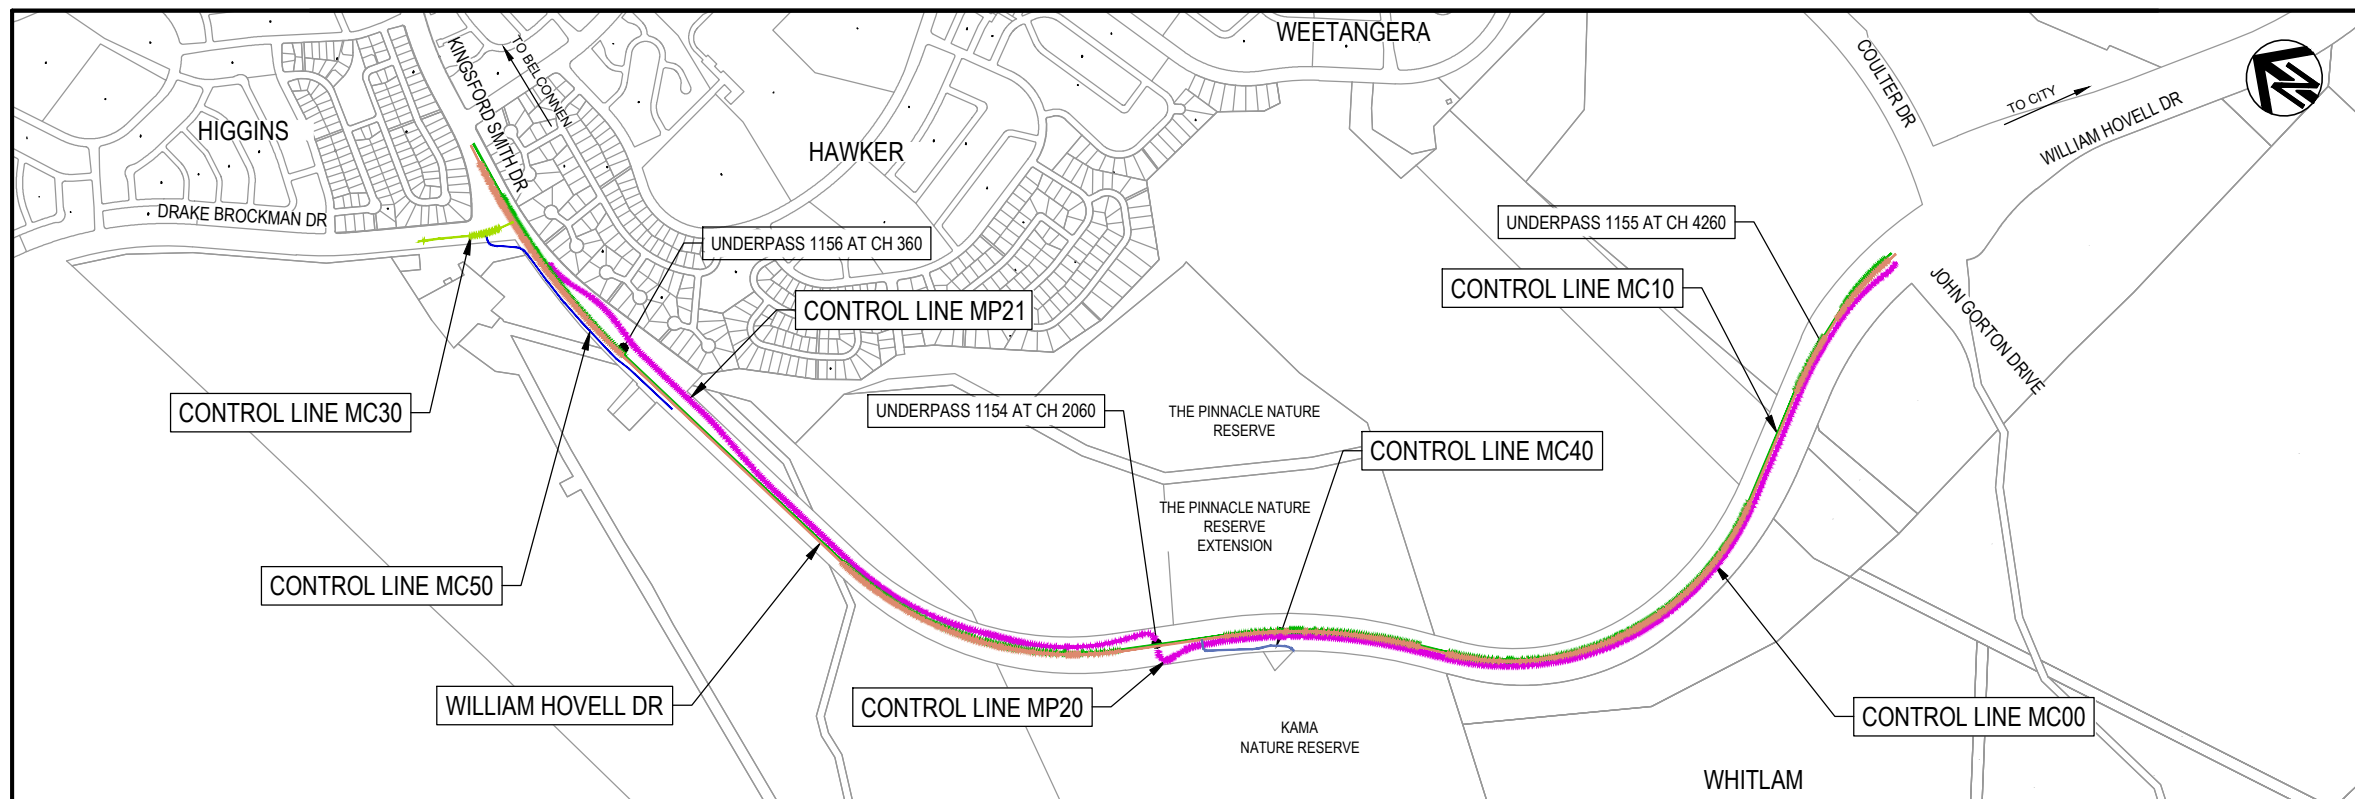 WEETANGERA
KINGSFORD SMITH DR
TO BELCONNEN
COULTER DR
TO CITY
WILLIAM HOVELL DR
HIGGINS
HAWKER
DRAKE BROCKMAN DR
UNDERPASS 1156 AT CH 360
UNDERPASS 1155 AT CH 4260
CONTROL LINE MC10
CONTROL LINE MP21
JOHN GORTON DRIVE
CONTROL LINE MC30
UNDERPASS 1154 AT CH 2060
THE PINNACLE NATURE
RESERVE
CONTROL LINE MC40
THE PINNACLE NATURE
RESERVE
EXTENSION
CONTROL LINE MC50
WILLIAM HOVELL DR
CONTROL LINE MP20
CONTROL LINE MC00
KAMA
NATURE RESERVE
WHITLAM